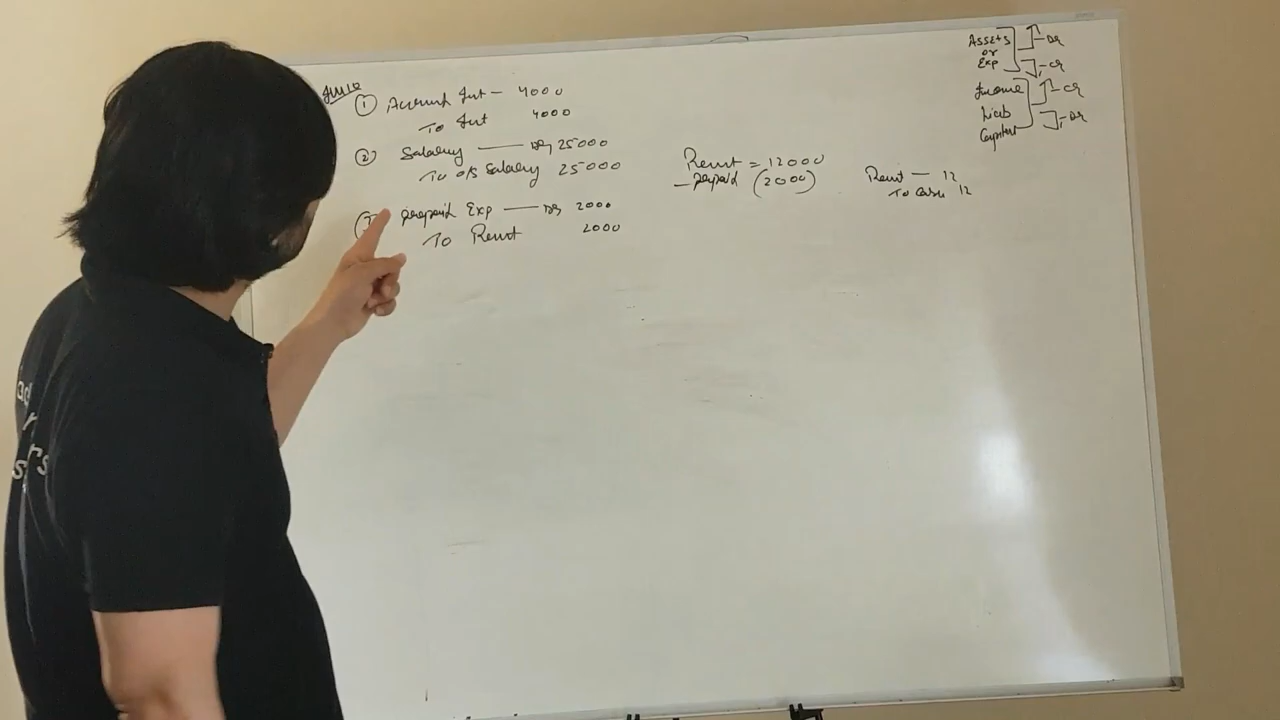 ① Accrued Int — 4000
To Int 4000
② Salary — Dr 25000
To o/s Salary 25000
prepaid Exp — Dr 2000
To Rent 2000
Rent = 12000
- prepaid (2000)
Rent — 12
To Cash 12
Assets
or
Exp
Dr
Cr
Income
Liab
Capital
Cr
Dr